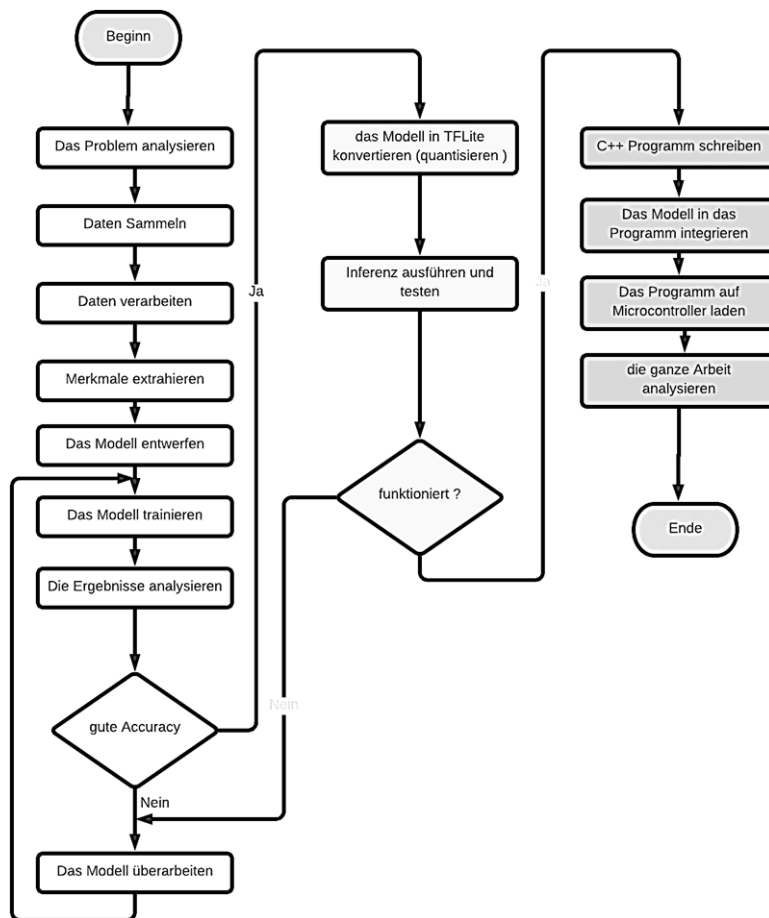 Beginn
Das Problem analysieren
Daten Sammeln
Daten verarbeiten
Merkmale extrahieren
Das Modell entwerfen
Das Modell trainieren
Die Ergebnisse analysieren
gute Accuracy
Nein
Das Modell überarbeiten
Ja
das Modell in TFLite
konvertieren (quantisieren )
Inferenz ausführen und
testen
funktioniert ?
Nein
Ja
C++ Programm schreiben
Das Modell in das
Programm integrieren
Das Programm auf
Microcontroller laden
die ganze Arbeit
analysieren
Ende